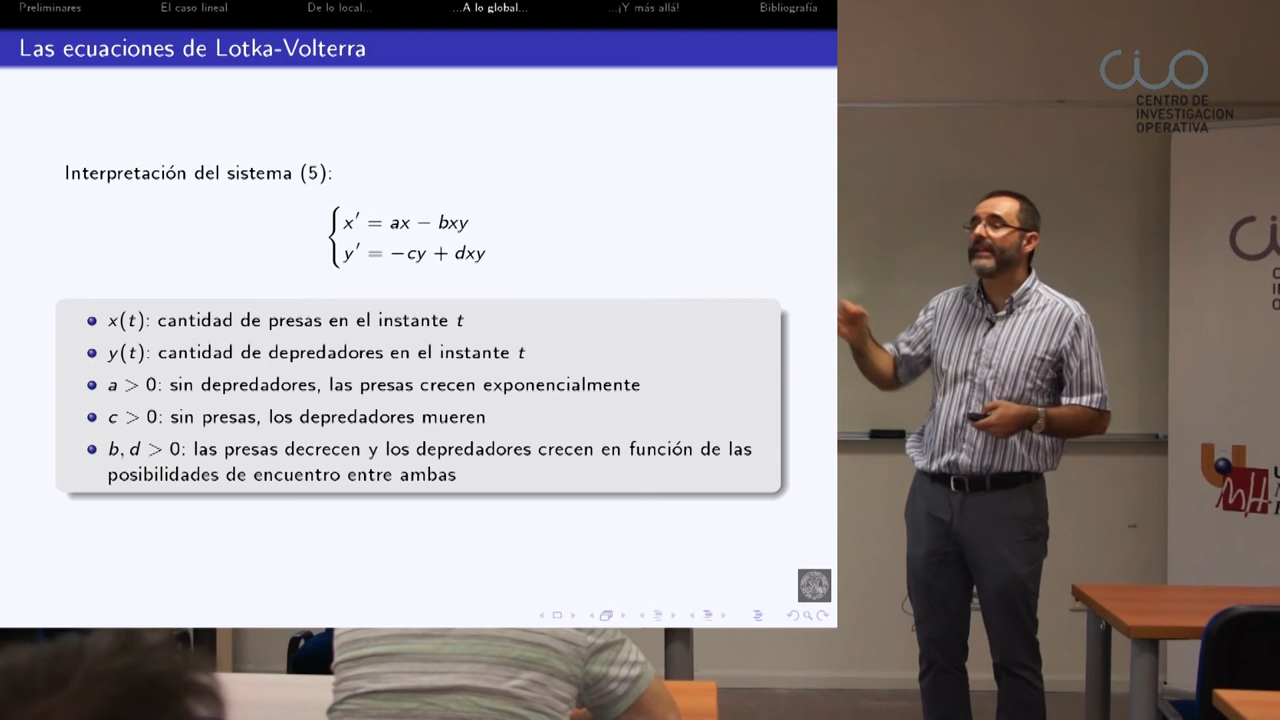 Preliminares El caso lineal De lo local... ...A lo global... ...¡Y más allá! Bibliografía
Las ecuaciones de Lotka-Volterra
Interpretación del sistema (5):
x′ = ax − bxy
y′ = −cy + dxy
x(t): cantidad de presas en el instante t
y(t): cantidad de depredadores en el instante t
a > 0: sin depredadores, las presas crecen exponencialmente
c > 0: sin presas, los depredadores mueren
b, d > 0: las presas decrecen y los depredadores crecen en función de las
posibilidades de encuentro entre ambas
CIO
CENTRO DE
INVESTIGACION
OPERATIVA